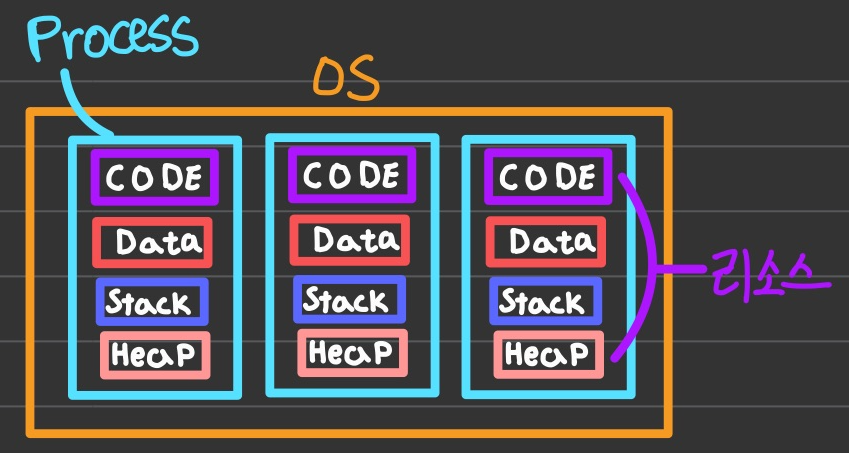 Process
OS
CODE CODE CODE
Data Data Data
Stack Stack Stack
Heap Heap Heap
리소스